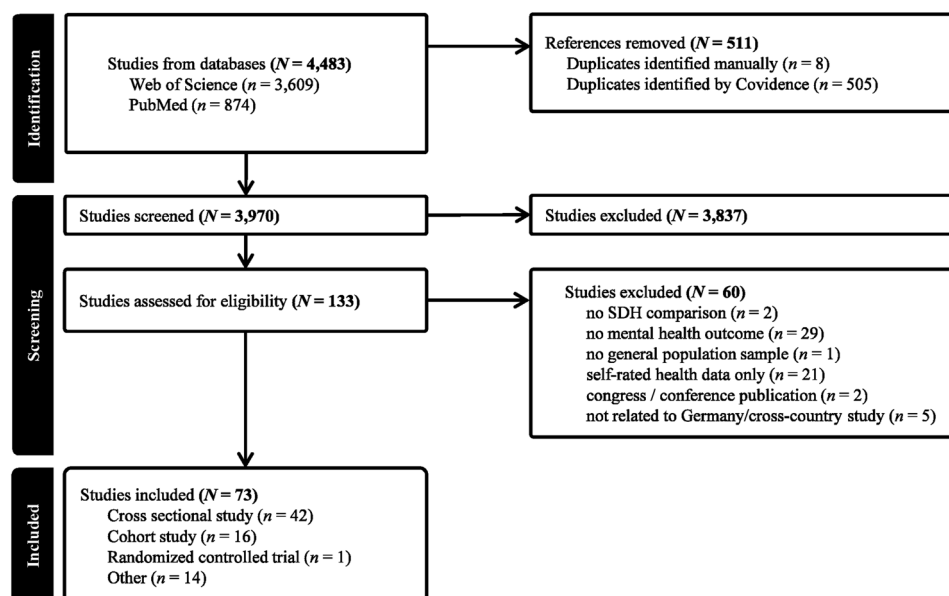 Identification
Studies from databases (N = 4,483)
Web of Science (n = 3,609)
PubMed (n = 874)
References removed (N = 511)
Duplicates identified manually (n = 8)
Duplicates identified by Covidence (n = 505)
Screening
Studies screened (N = 3,970)
Studies excluded (N = 3,837)
Studies assessed for eligibility (N = 133)
Studies excluded (N = 60)
no SDH comparison (n = 2)
no mental health outcome (n = 29)
no general population sample (n = 1)
self-rated health data only (n = 21)
congress / conference publication (n = 2)
not related to Germany/cross-country study (n = 5)
Included
Studies included (N = 73)
Cross sectional study (n = 42)
Cohort study (n = 16)
Randomized controlled trial (n = 1)
Other (n = 14)